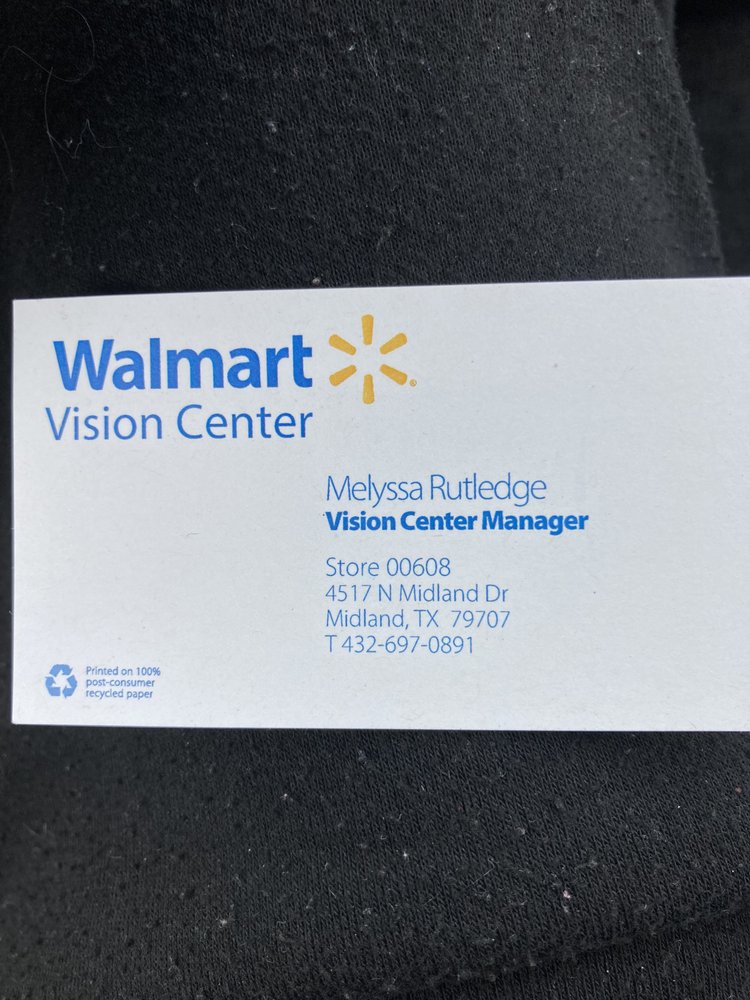 Walmart
Vision Center
Melyssa Rutledge
Vision Center Manager
Store 00608
4517 N Midland Dr
Midland, TX 79707
T 432-697-0891
Printed on 100%
post-consumer
recycled paper